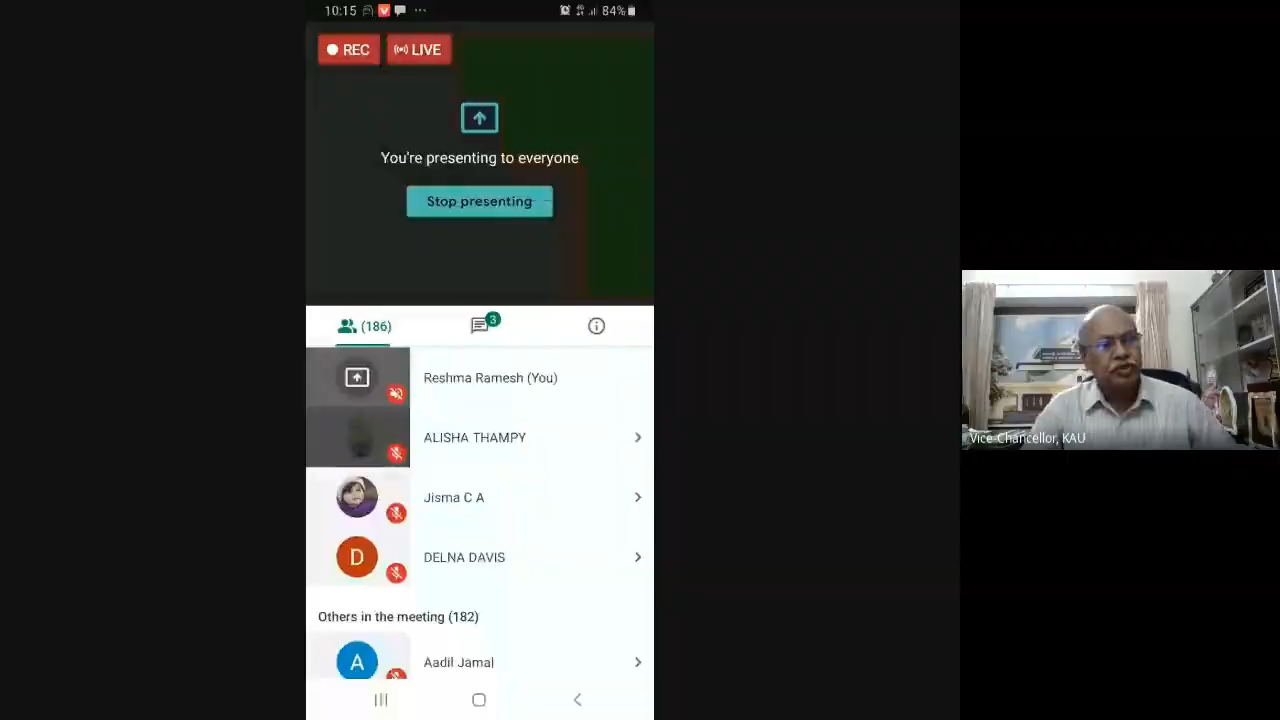 10:15
84%
REC
LIVE
You're presenting to everyone
Stop presenting
(186)
3
Reshma Ramesh (You)
ALISHA THAMPY
Jisma C A
D
DELNA DAVIS
Others in the meeting (182)
A
Aadil Jamal
Vice-Chancellor, KAU